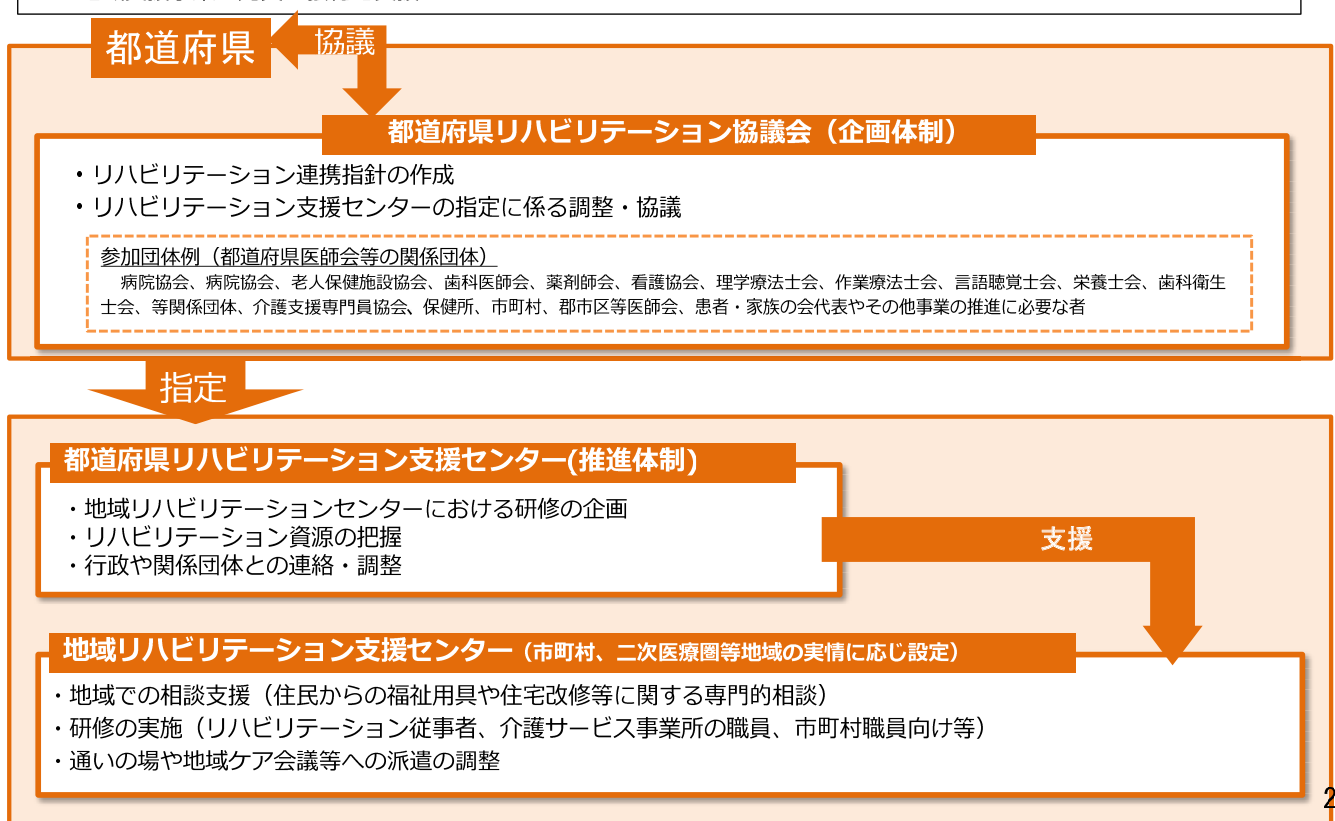 都道府県
協議
都道府県リハビリテーション協議会（企画体制）
・リハビリテーション連携指針の作成
・リハビリテーション支援センターの指定に係る調整・協議
参加団体例（都道府県医師会等の関係団体）
病院協会、病院協会、老人保健施設協会、歯科医師会、薬剤師会、看護協会、理学療法士会、作業療法士会、言語聴覚士会、栄養士会、歯科衛生
士会、等関係団体、介護支援専門員協会、保健所、市町村、郡市区等医師会、患者・家族の会代表やその他事業の推進に必要な者
指定
都道府県リハビリテーション支援センター(推進体制)
・地域リハビリテーションセンターにおける研修の企画
・リハビリテーション資源の把握
・行政や関係団体との連絡・調整
支援
地域リハビリテーション支援センター（市町村、二次医療圏等地域の実情に応じ設定）
・地域での相談支援（住民からの福祉用具や住宅改修等に関する専門的相談）
・研修の実施（リハビリテーション従事者、介護サービス事業所の職員、市町村職員向け等）
・通いの場や地域ケア会議等への派遣の調整
2